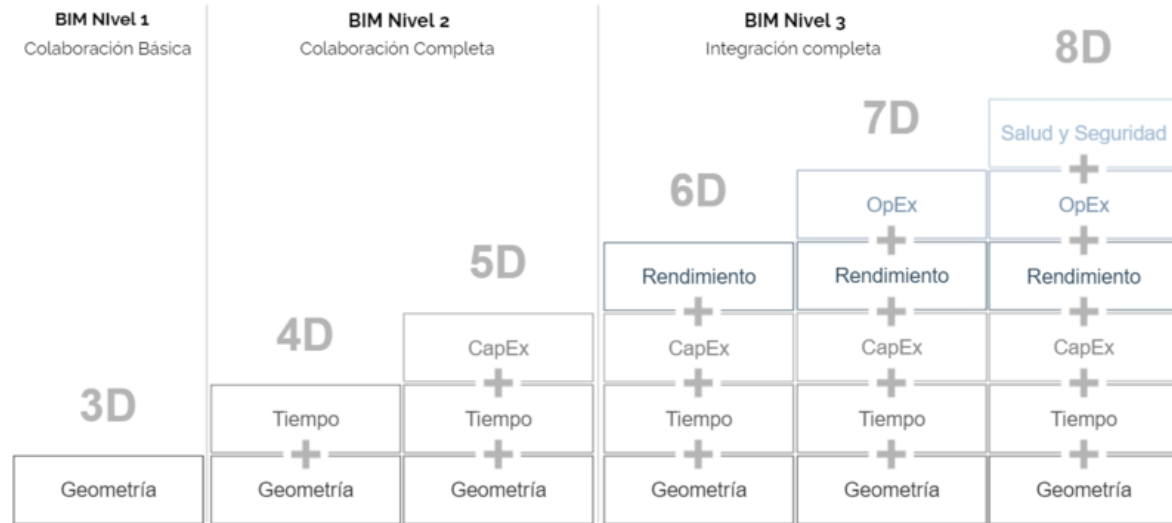 BIM NIvel 1
Colaboración Básica
BIM Nivel 2
Colaboración Completa
BIM Nivel 3
Integración completa
8D
7D
Salud y Seguridad
+
6D
OpEx
OpEx
+
+
5D
Rendimiento
Rendimiento
Rendimiento
+
+
+
4D
CapEx
CapEx
CapEx
CapEx
+
+
+
+
3D
Tiempo
Tiempo
Tiempo
Tiempo
Tiempo
+
+
+
+
+
Geometría
Geometría
Geometría
Geometría
Geometría
Geometría